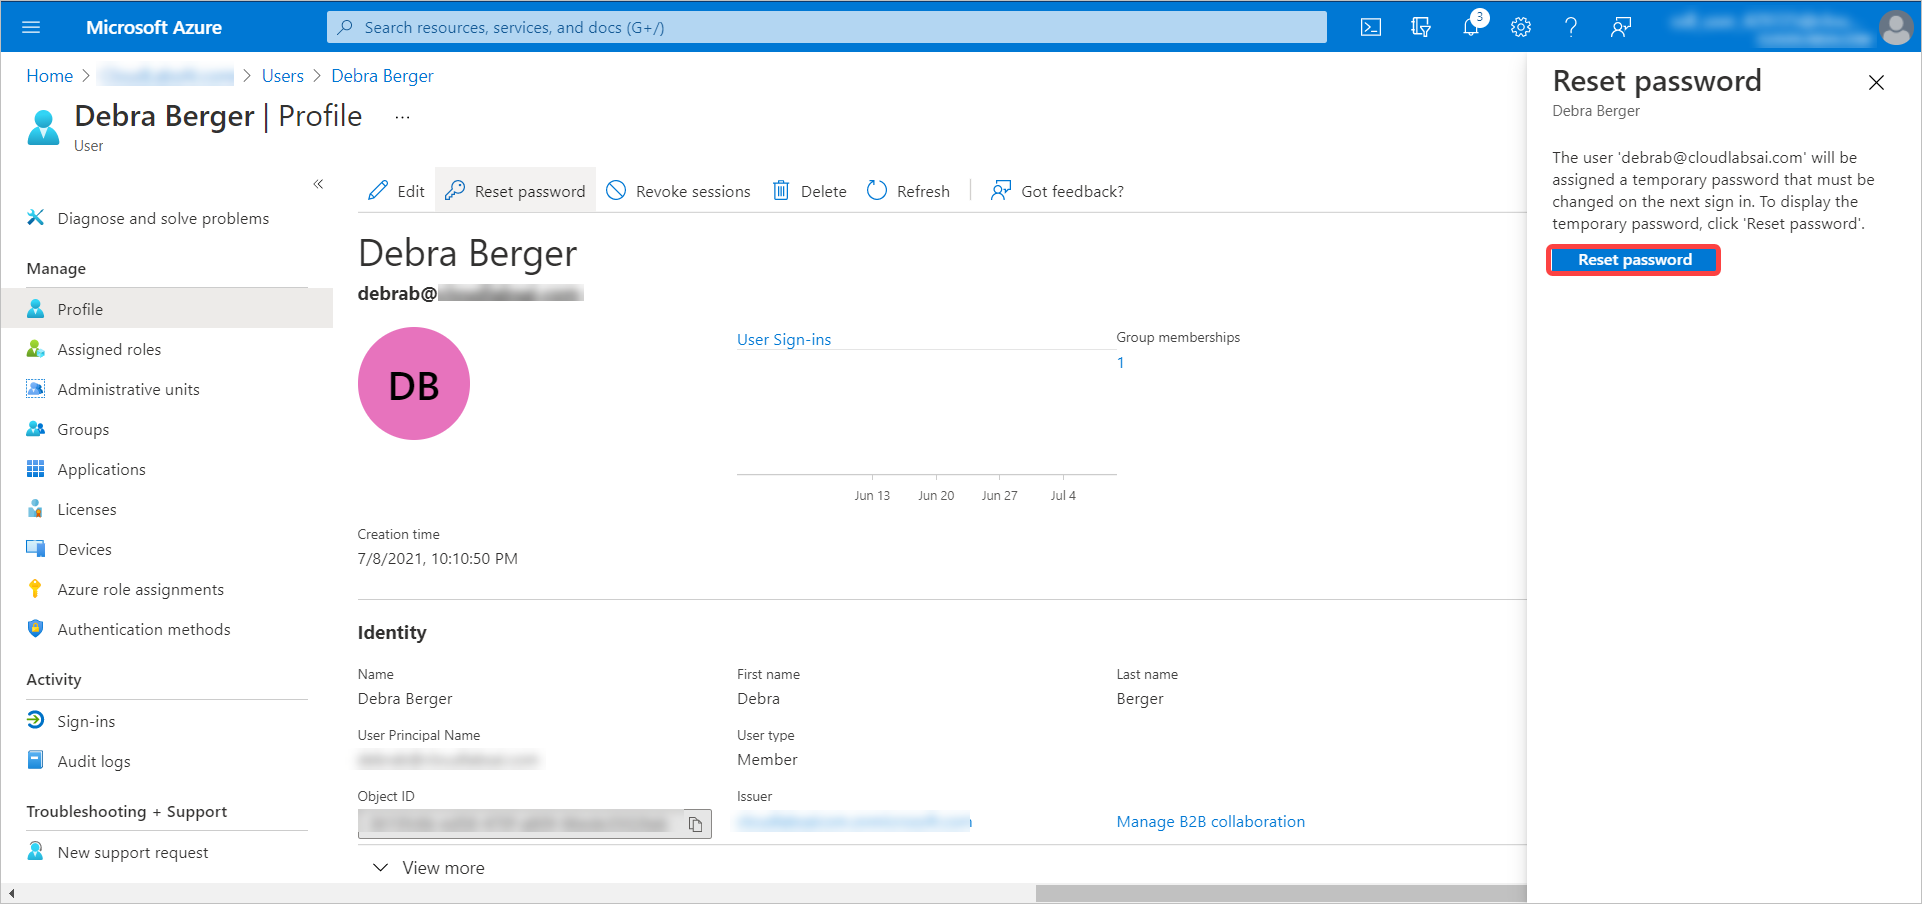 Microsoft Azure
Search resources, services, and docs (G+/)
3
Home > > Users > Debra Berger
Debra Berger | Profile ...
User
«
Diagnose and solve problems
Manage
Profile
Assigned roles
Administrative units
Groups
Applications
Licenses
Devices
Azure role assignments
Authentication methods
Activity
Sign-ins
Audit logs
Troubleshooting + Support
New support request
Edit
Reset password
Revoke sessions
Delete
Refresh
Got feedback?
Debra Berger
debrab@
DB
User Sign-ins
Jun 13 Jun 20 Jun 27 Jul 4
Group memberships
1
Creation time
7/8/2021, 10:10:50 PM
Identity
Name
Debra Berger
First name
Debra
Last name
Berger
User Principal Name
User type
Member
Object ID
Issuer
Manage B2B collaboration
View more
Reset password
Debra Berger
The user 'debrab@cloudlabsai.com' will be
assigned a temporary password that must be
changed on the next sign in. To display the
temporary password, click 'Reset password'.
Reset password